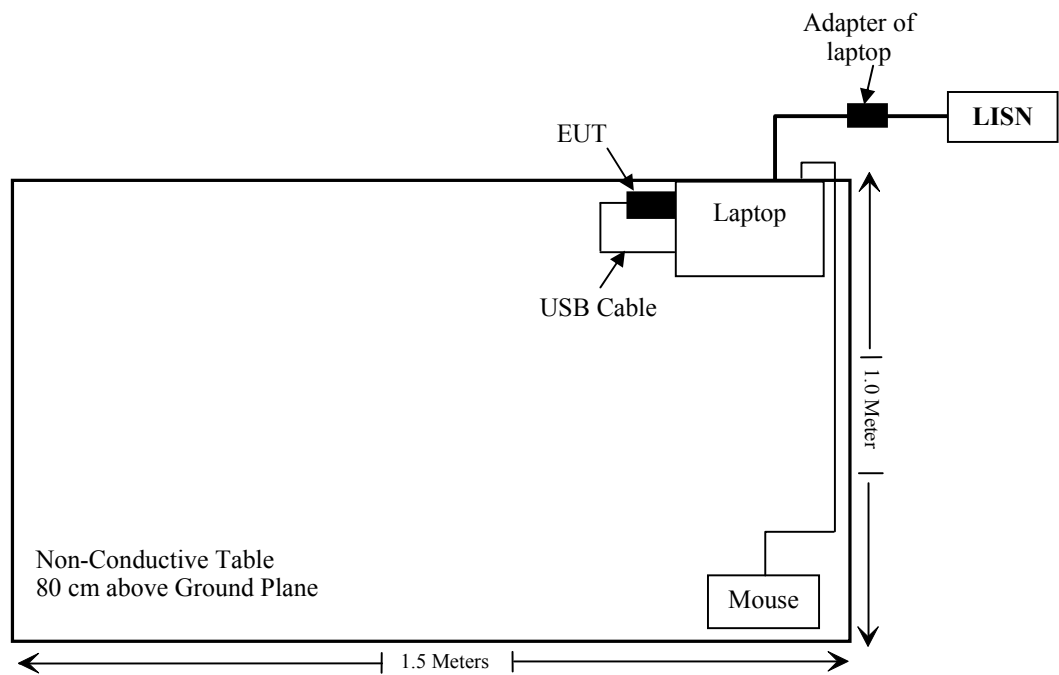 Adapter of
laptop
LISN
EUT
Laptop
USB Cable
1.0 Meter
Non-Conductive Table
80 cm above Ground Plane
Mouse
1.5 Meters